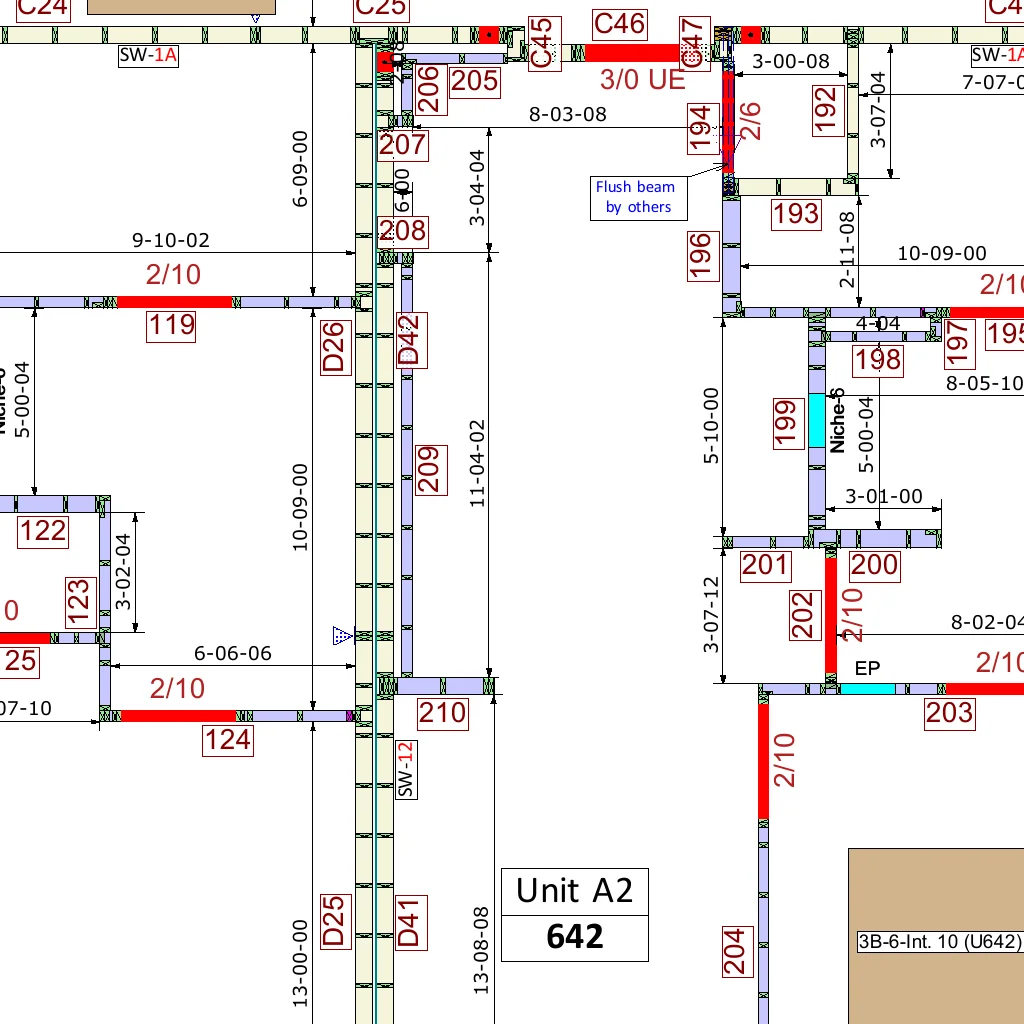 C24
C25
C45
C46
C47
C4
SW-1A
SW-1A
206
205
3/0 UE
3-00-08
7-07-0
192
3-07-04
194
2/6
8-03-08
207
6-09-00
3-04-04
6-00
Flush beam
by others
193
208
196
2-11-08
9-10-02
10-09-00
2/10
2/10
119
D26
D42
4-04
197
195
198
8-05-10
Niche-6
5-00-04
199
Niche-6
5-10-00
5-00-04
209
11-04-02
10-09-00
3-01-00
122
123
3-02-04
201
200
202
2/10
3-07-12
0
25
8-02-04
6-06-06
2/10
EP
2/10
07-10
124
210
203
SW-12
2/10
Unit A2
642
D25
D41
13-00-00
13-08-08
204
3B-6-Int. 10 (U642)